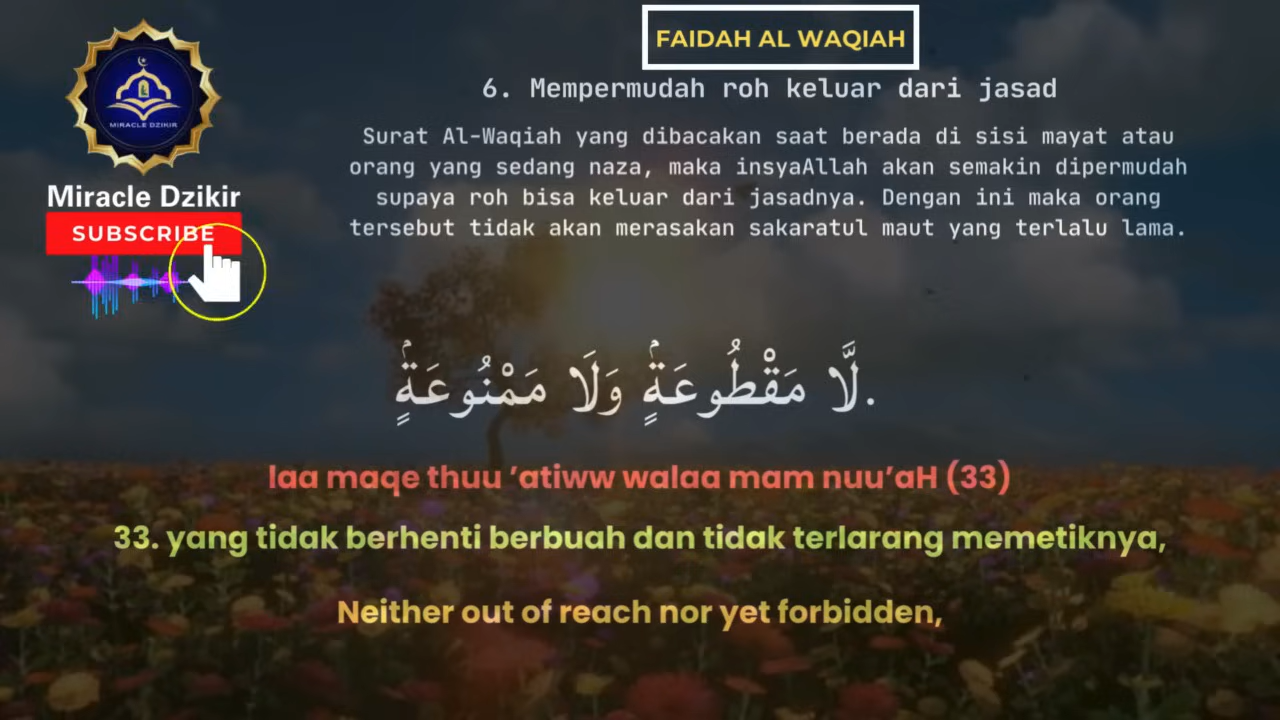 FAIDAH AL WAQIAH
6. Mempermudah roh keluar dari jasad
Surat Al-Waqiah yang dibacakan saat berada di sisi mayat atau
orang yang sedang naza, maka insyaAllah akan semakin dipermudah
supaya roh bisa keluar dari jasadnya. Dengan ini maka orang
tersebut tidak akan merasakan sakaratul maut yang terlalu lama.
MIRACLE DZIKIR
Miracle Dzikir
SUBSCRIBE
لَّا مَقْطُوعَةٍۢ وَلَا مَمْنُوعَةٍۢ.
laa maqe thuu ’atiww walaa mam nuu’aH (33)
33. yang tidak berhenti berbuah dan tidak terlarang memetiknya,
Neither out of reach nor yet forbidden,